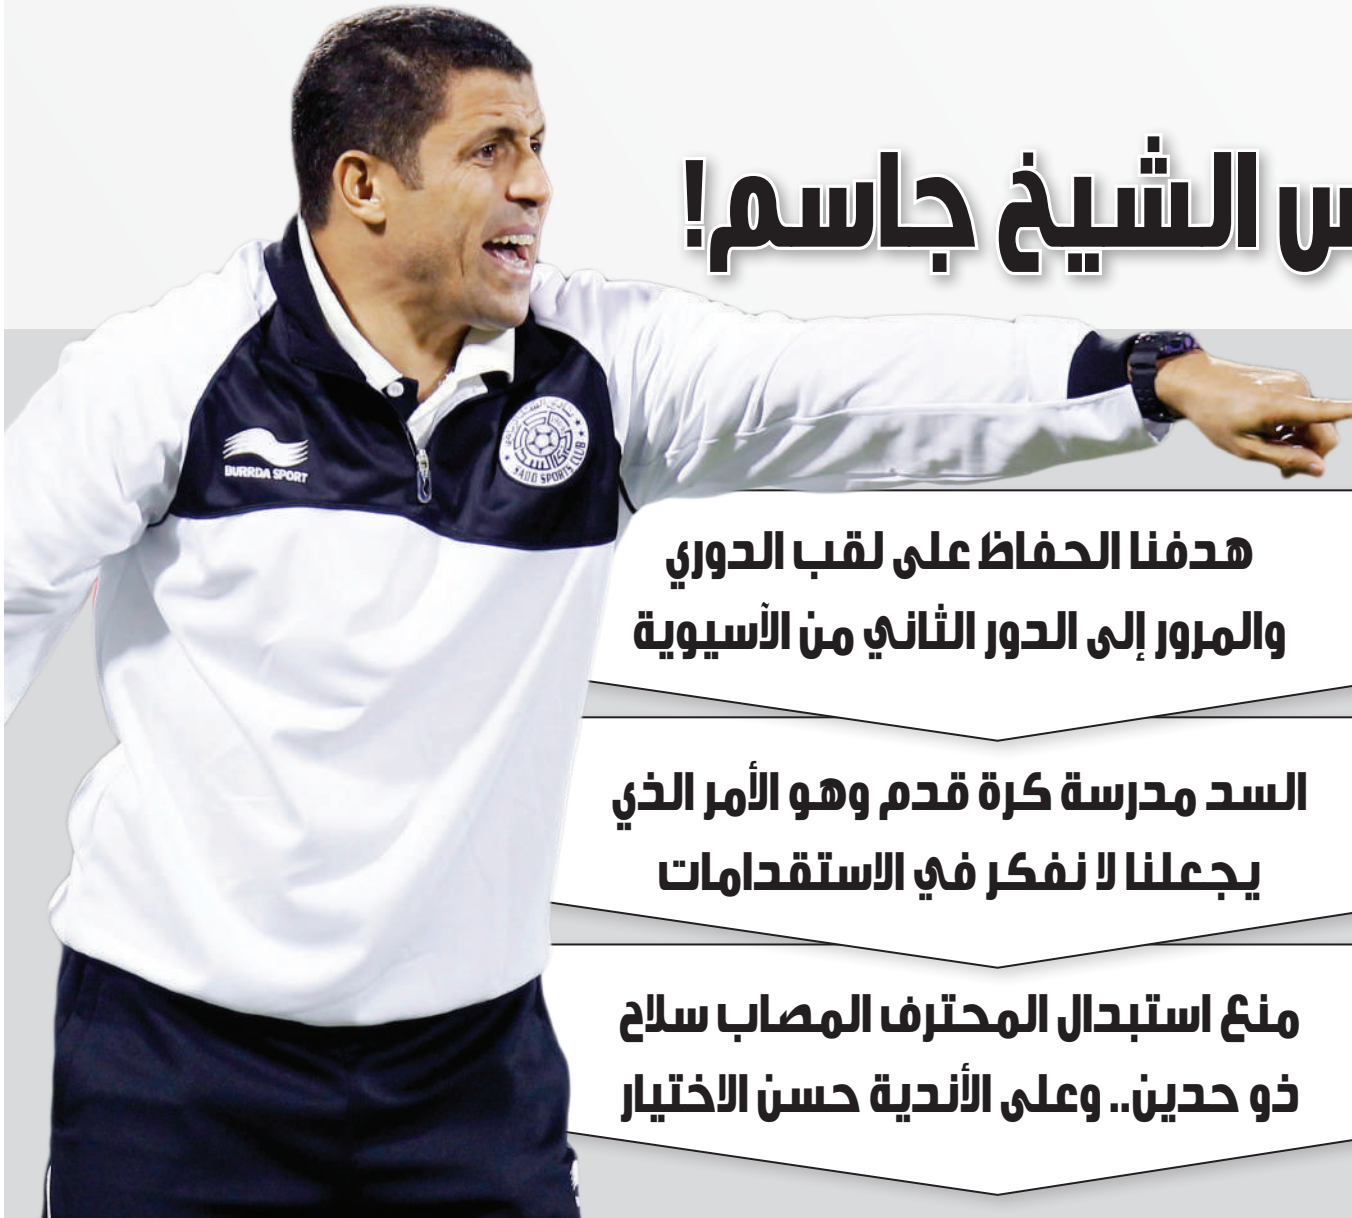 الشيخ جاسم!
BURRDA SPORT
SADD SPORTS CLUB
هدفنا الحفاظ على لقب الدوري
والمرور إلى الدور الثاني من الآسيوية
السد مدرسة كرة قدم وهو الأمر الذي
يجعلنا لا نفكر في الاستقدامات
منع استبدال المحترف المصاب سلاح
ذو حدين.. وعلى الأندية حسن الاختيار